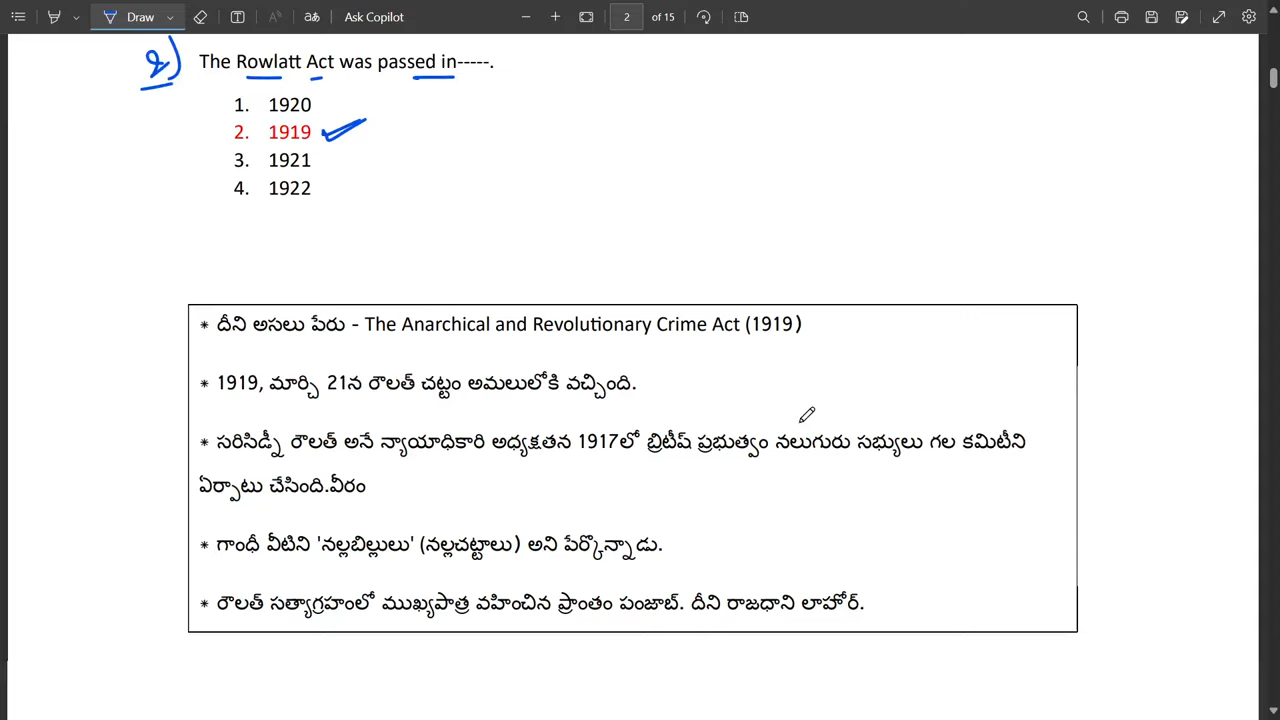 Draw Ask Copilot 2 of 15
2) The Rowlatt Act was passed in-----.
1. 1920
2. 1919
3. 1921
4. 1922
* దీని అసలు పేరు - The Anarchical and Revolutionary Crime Act (1919)
* 1919, మార్చి 21న రౌలత్ చట్టం అమలులోకి వచ్చింది.
* సరిసిడ్నీ రౌలత్ అనే న్యాయాధికారి అధ్యక్షతన 1917లో బ్రిటీష్ ప్రభుత్వం నలుగురు సభ్యులు గల కమిటీని
ఏర్పాటు చేసింది.వీరం
* గాంధీ వీటిని 'నల్లబిల్లులు' (నల్లచట్టాలు) అని పేర్కొన్నాడు.
* రౌలత్ సత్యాగ్రహంలో ముఖ్యపాత్ర వహించిన ప్రాంతం పంజాబ్. దీని రాజధాని లాహోర్.